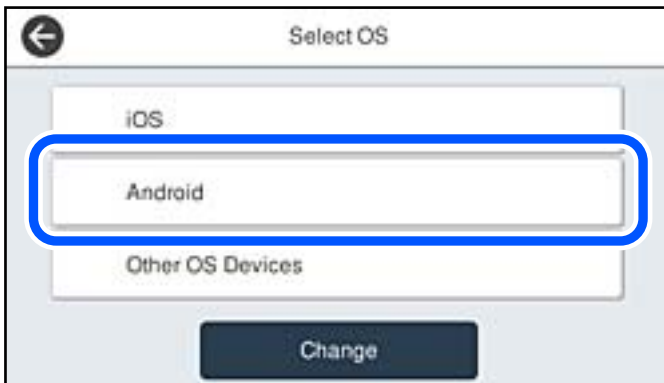 Select OS
iOS
Android
Other OS Devices
Change